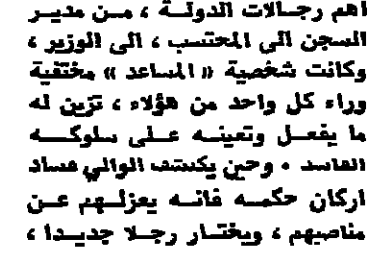 اهم رجالات الدولة ، من مدير
السجن الى المحتسب ، الى الوزير ،
وكانت شخصية « المساعد » مختفية
وراء كل واحد من هؤلاء ، تزين له
ما يفعل وتعينه على سلوكه
الفاسد . وحين يكتشف الوالي فساد
اركان حكمه فانه يعزلهم عن
مناصبهم ، ويختار رجلا جديدا ،